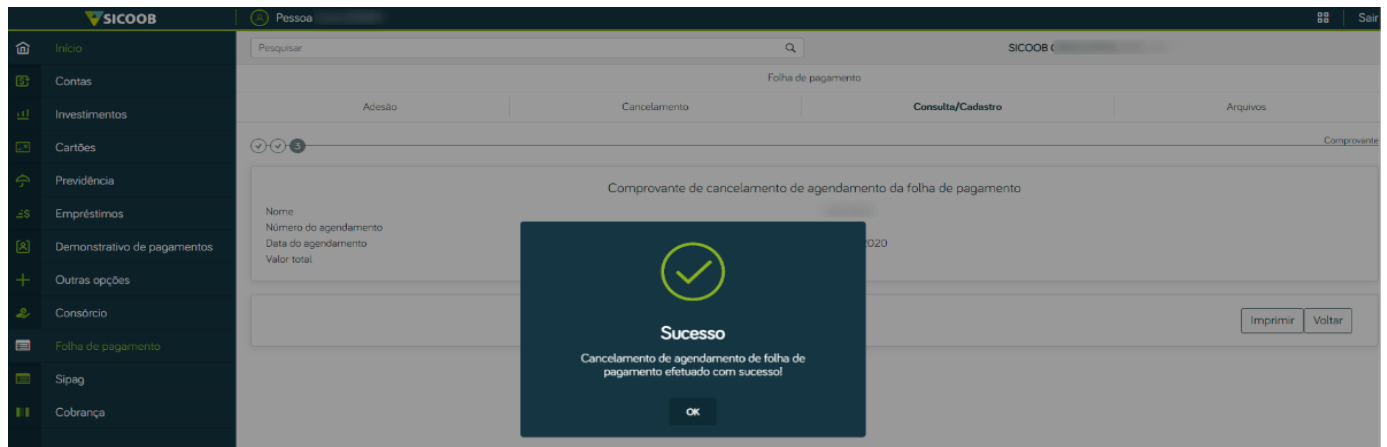 SICOOB
Pessoa
Sair
Início
Pesquisar
SICOOB
Contas
Folha de pagamento
Investimentos
Adesão
Cancelamento
Consulta/Cadastro
Arquivos
Cartões
3
Comprovante
Previdência
Comprovante de cancelamento de agendamento da folha de pagamento
Empréstimos
Nome
Número do agendamento
Demonstrativo de pagamentos
Data do agendamento
2020
Valor total
Outras opções
Consórcio
Imprimir
Voltar
Sucesso
Folha de pagamento
Cancelamento de agendamento de folha de
pagamento efetuado com sucesso!
Sipag
Cobrança
OK